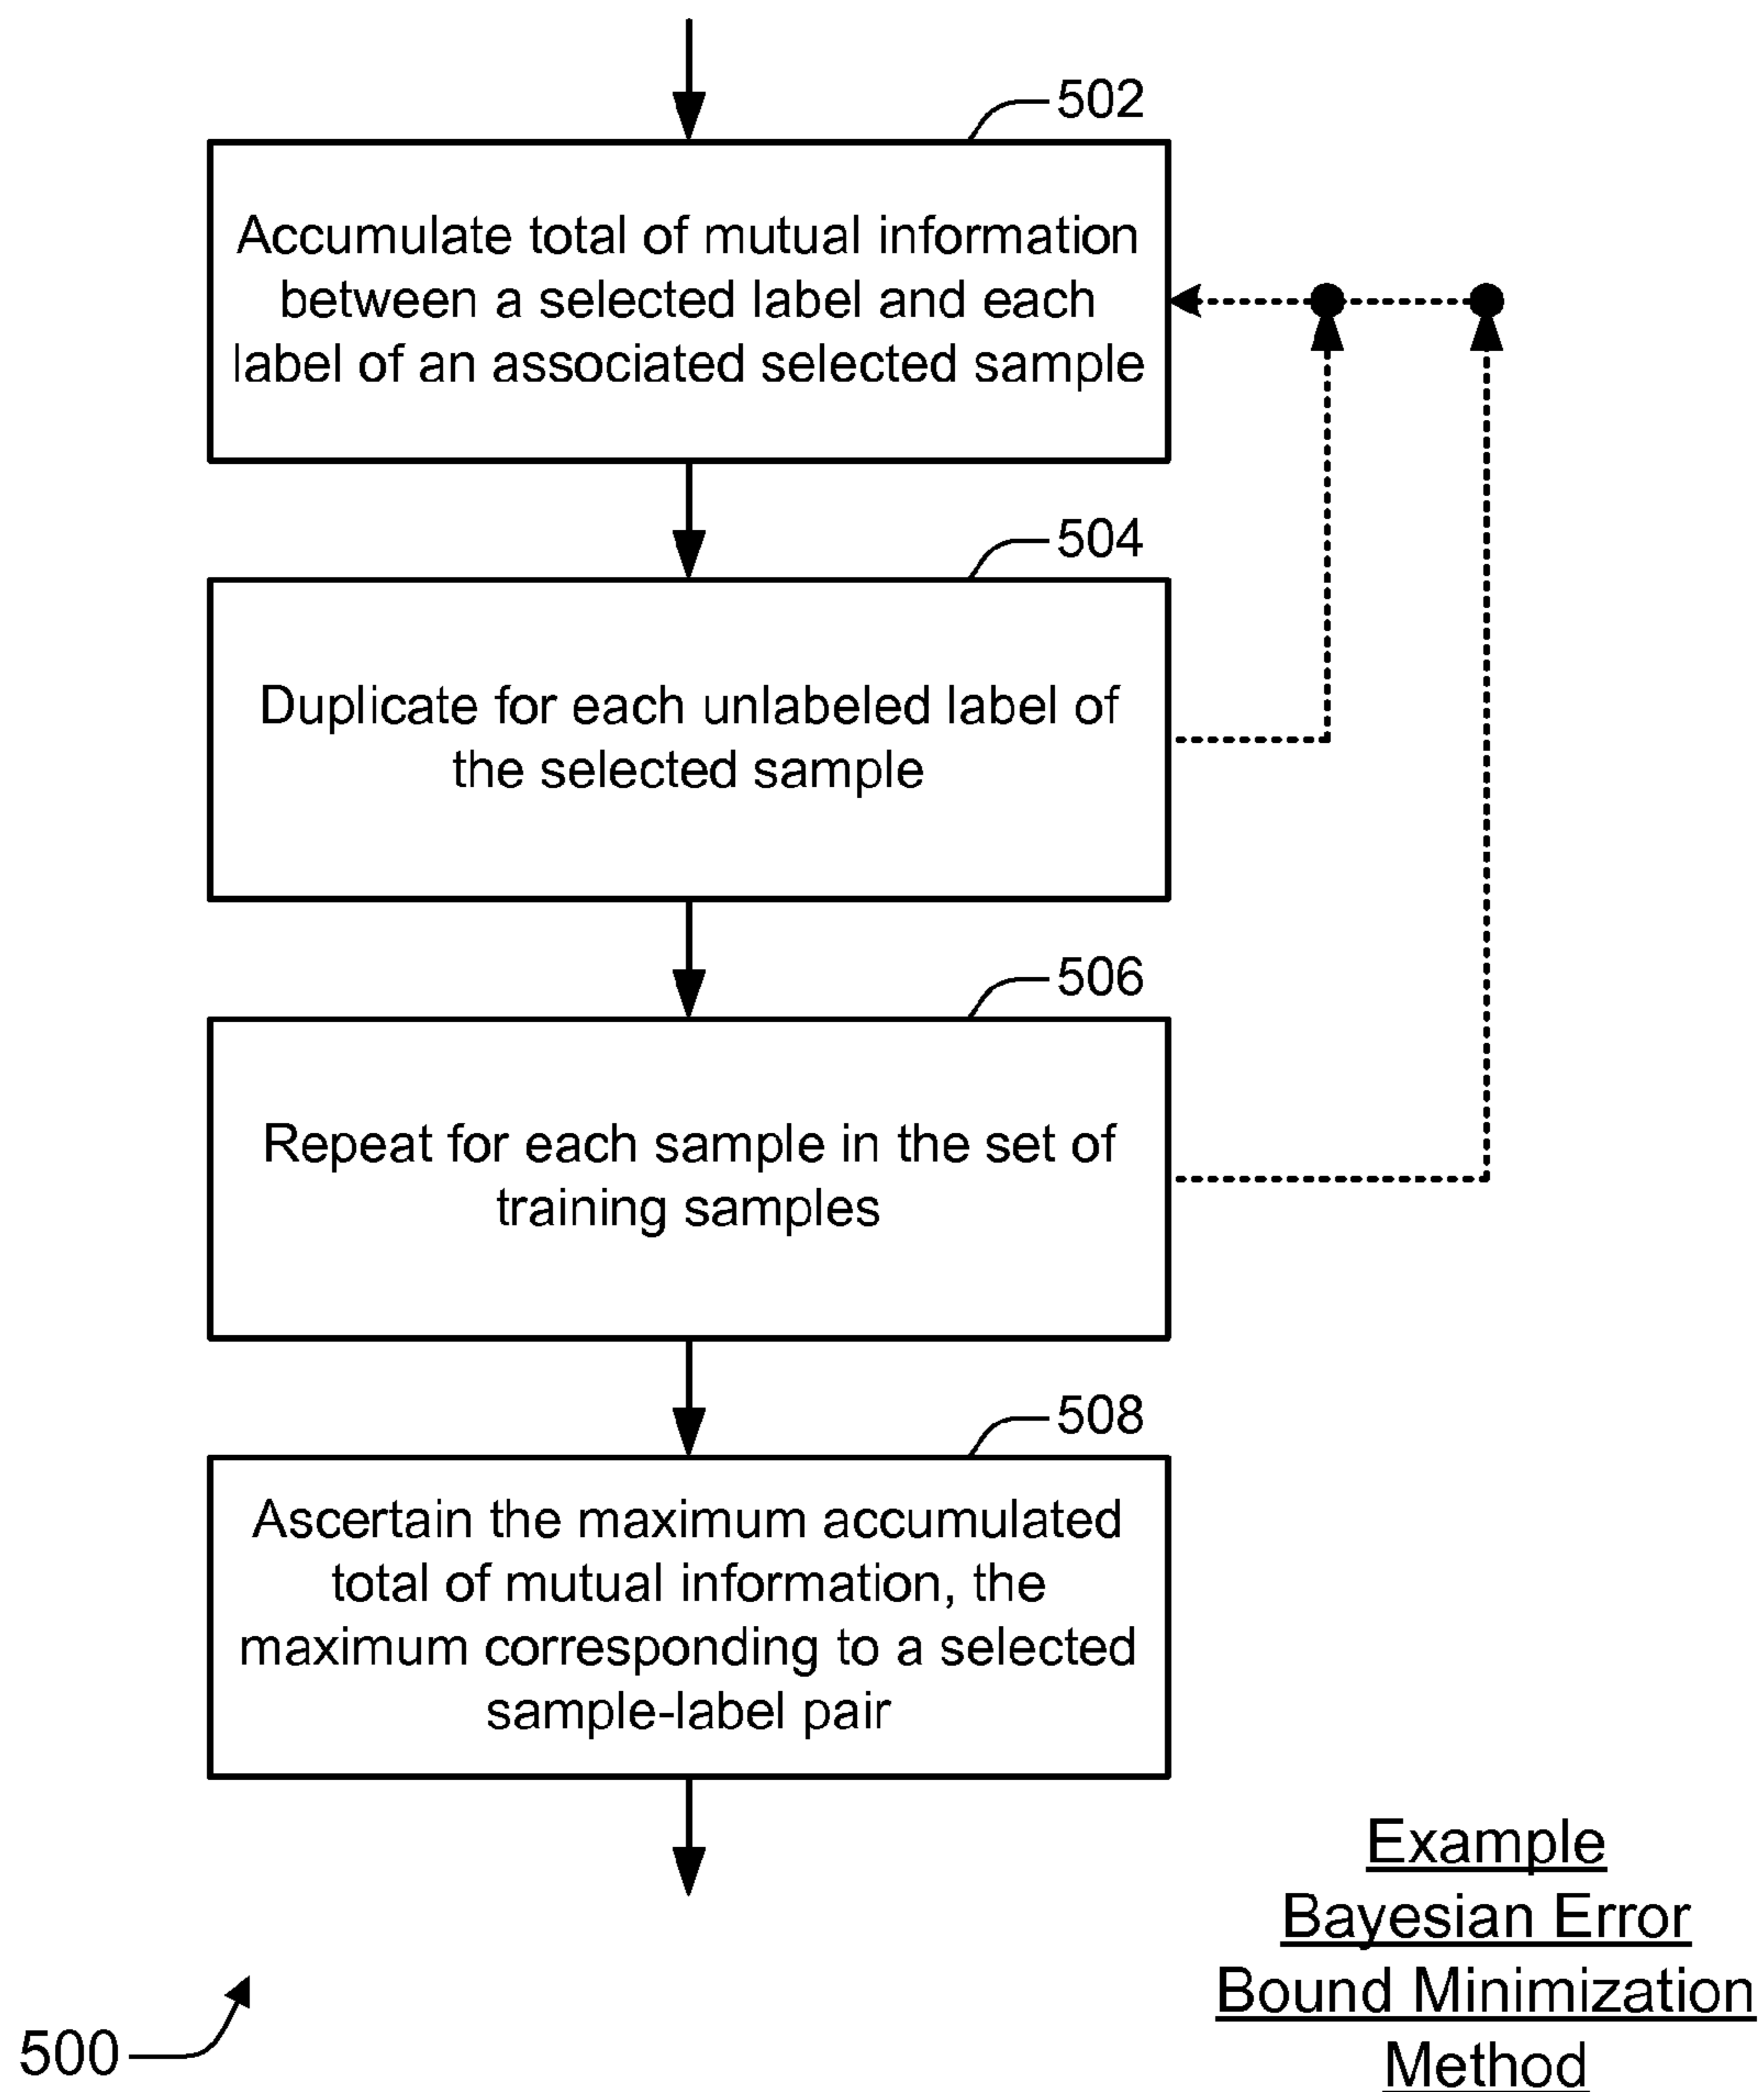 502
Accumulate total of mutual information
between a selected label and each
label of an associated selected sample
504
Duplicate for each unlabeled label of
the selected sample
506
Repeat for each sample in the set of
training samples
508
Ascertain the maximum accumulated
total of mutual information, the
maximum corresponding to a selected
sample-label pair
500
Example
Bayesian Error
Bound Minimization
Method